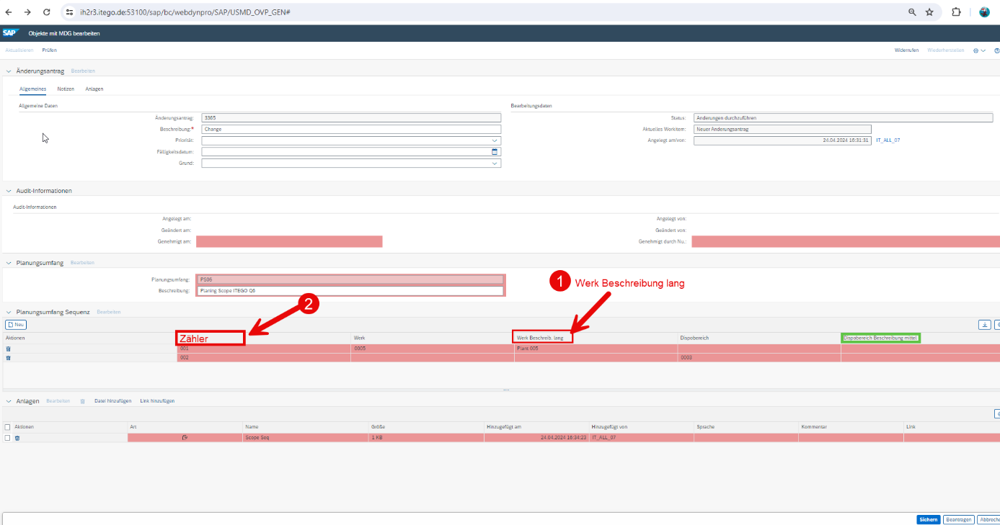 ih2r3.itego.de:53100/sap/bc/webdynpro/SAP/USMD_OVP_GEN#
SAP Objekte mit MDG bearbeiten
Aktualisieren Prüfen Widerrufen Wiederherstellen
Änderungsantrag Bearbeiten
Allgemeines Notizen Anlagen
Allgemeine Daten Bearbeitungsdaten
Änderungsantrag: 3365 Status: Änderungen durchzuführen
Beschreibung:* Change Aktuelles Workitem: Neuer Änderungsantrag
Priorität: Angelegt am/von: 24.04.2024 16:31:31 IT_ALL_07
Fälligkeitsdatum:
Grund:
Audit-Informationen
Audit-Informationen
Angelegt am: Angelegt von:
Geändert am: Geändert von:
Genehmigt am: Genehmigt durch Nu.:
Planungsumfang Bearbeiten
Planungsumfang: PS06
Beschreibung: Planing Scope ITEGO Q6
1 Werk Beschreibung lang
2
Planungsumfang Sequenz Bearbeiten
Neu
Aktionen Zähler Werk Werk Beschreib. lang Dispobereich Dispobereich Beschreibung mittel
001 0005 Plant 005
002 0003
Anlagen Bearbeiten Datei hinzufügen Link hinzufügen
Aktionen Art Name Größe Hinzugefügt am Hinzugefügt von Sprache Kommentar Link
Scope Seq 1 KB 24.04.2024 16:34:23 IT_ALL_07
Sichern Beantragen Abbreche